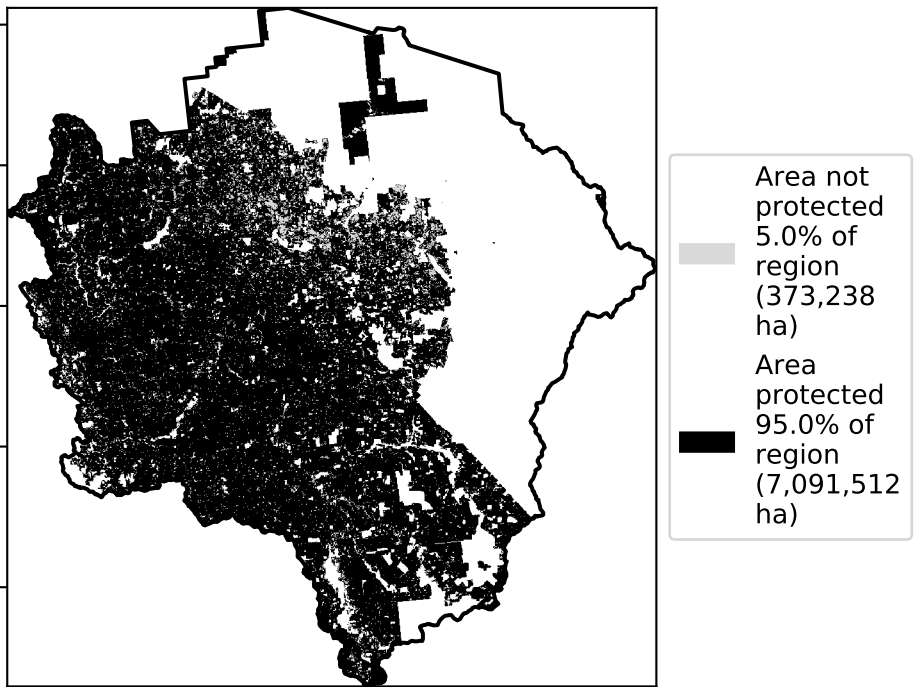 Area not
protected
5.0% of
region
(373,238
ha)
Area
protected
95.0% of
region
(7,091,512
ha)